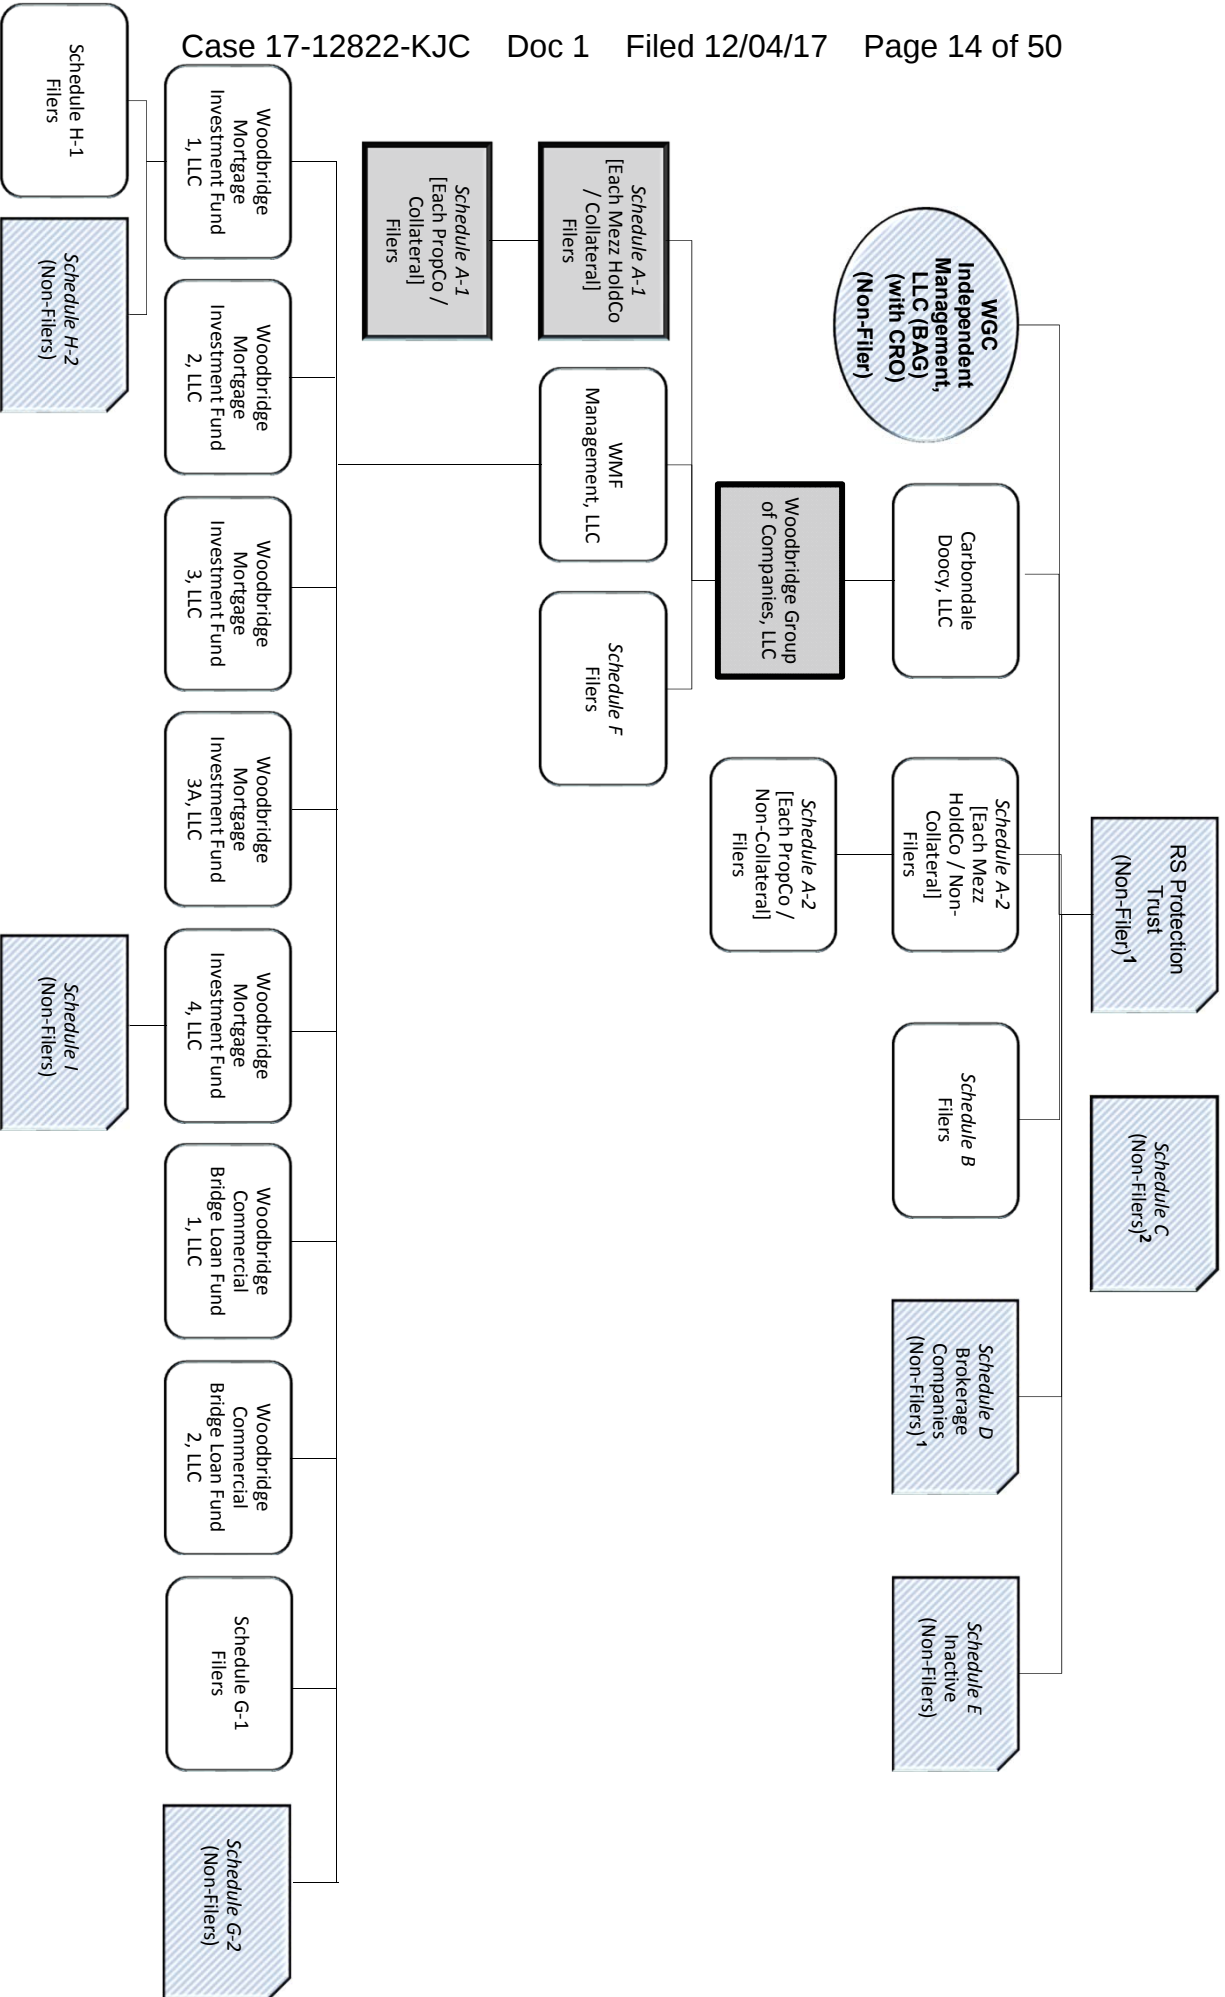 Case 17-12822-KJC Doc 1 Filed 12/04/17 Page 14 of 50
RS Protection
Trust
(Non-Filer)¹
Schedule C
(Non-Filers)²
WGC
Independent
Management,
LLC (BAG)
(with CRO)
(Non-Filer)
Carbondale
Doocy, LLC
Schedule A-2
[Each Mezz
HoldCo / Non-
Collateral]
Filers
Schedule B
Filers
Schedule D
Brokerage
Companies
(Non-Filers) ¹
Schedule E
Inactive
(Non-Filers)
Woodbridge Group
of Companies, LLC
Schedule A-2
[Each PropCo /
Non-Collateral]
Filers
Schedule A-1
[Each Mezz HoldCo
/ Collateral]
Filers
WMF
Management, LLC
Schedule F
Filers
Schedule A-1
[Each PropCo /
Collateral]
Filers
Woodbridge
Mortgage
Investment Fund
1, LLC
Woodbridge
Mortgage
Investment Fund
2, LLC
Woodbridge
Mortgage
Investment Fund
3, LLC
Woodbridge
Mortgage
Investment Fund
3A, LLC
Woodbridge
Mortgage
Investment Fund
4, LLC
Woodbridge
Commercial
Bridge Loan Fund
1, LLC
Woodbridge
Commercial
Bridge Loan Fund
2, LLC
Schedule G-1
Filers
Schedule G-2
(Non-Filers)
Schedule H-1
Filers
Schedule H-2
(Non-Filers)
Schedule I
(Non-Filers)